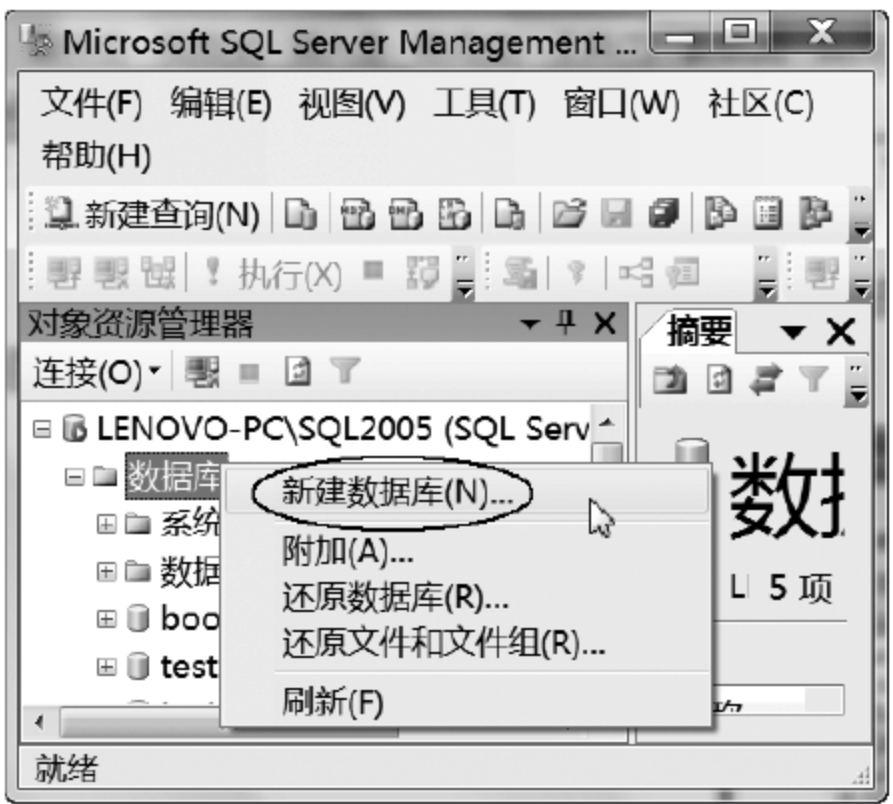 Microsoft SQL Server Management ...
文件(F) 编辑(E) 视图(V) 工具(T) 窗口(W) 社区(C)
帮助(H)
新建查询(N)
执行(X)
对象资源管理器
摘要
连接(O)
LENOVO-PC\SQL2005 (SQL Serv
数据库
新建数据库(N)...
系统
附加(A)...
数据
还原数据库(R)...
5 项
boo
还原文件和文件组(R)...
test
刷新(F)
就绪